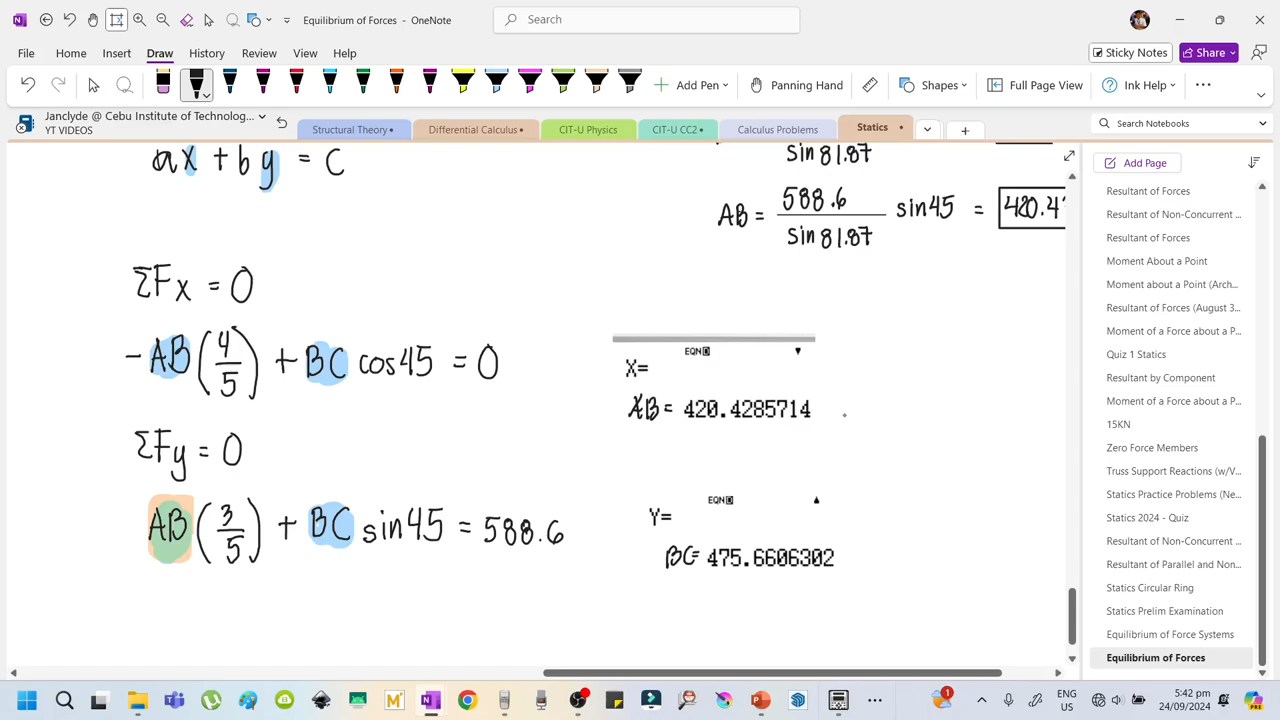 Equilibrium of Forces - OneNote
Search
File Home Insert Draw History Review View Help
Sticky Notes Share
Add Pen Panning Hand Shapes Full Page View Ink Help
Janclyde @ Cebu Institute of Technolog...
YT VIDEOS
Structural Theory Differential Calculus CIT-U Physics CIT-U CC2 Calculus Problems Statics
Search Notebooks
ax + by = C
sin 81.87
AB = 588.6 / sin 81.87 sin45 =
ΣFx = 0
-AB (4/5) + BC cos45 = 0
ΣFy = 0
AB (3/5) + BC sin45 = 588.6
EQN D ▼
X=
AB = 420.4285714
EQN D ▲
Y=
BC = 475.6606302
Add Page
Resultant of Forces
Resultant of Non-Concurrent ...
Resultant of Forces
Moment About a Point
Moment about a Point (Arch...
Resultant of Forces (August 3...
Moment of a Force about a P...
Quiz 1 Statics
Resultant by Component
Moment of a Force about a P...
15KN
Zero Force Members
Truss Support Reactions (w/V...
Statics Practice Problems (Ne...
Statics 2024 - Quiz
Resultant of Non-Concurrent ...
Resultant of Parallel and Non...
Statics Circular Ring
Statics Prelim Examination
Equilibrium of Force Systems
Equilibrium of Forces
1
ENG
US
5:42 pm
24/09/2024